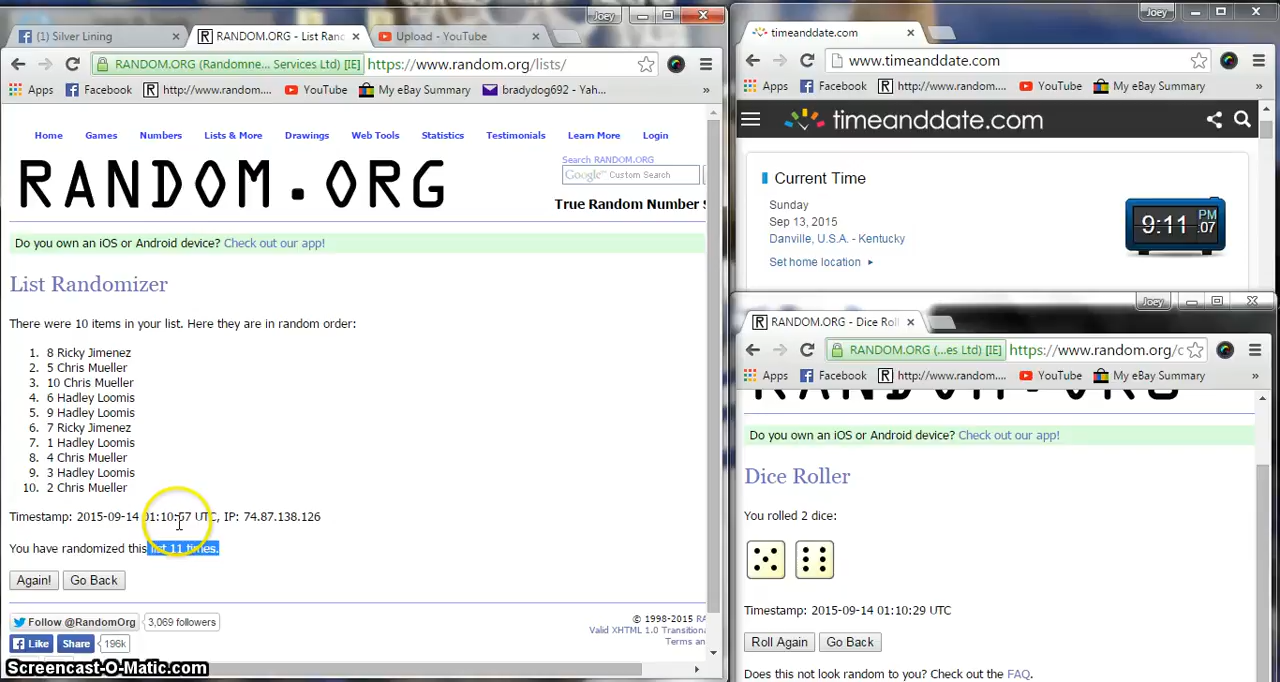 Joey
(1) Silver Lining
RANDOM.ORG - List Ran
Upload - YouTube
RANDOM.ORG (Randomne... Services Ltd) [IE]
https://www.random.org/lists/
Apps
Facebook
http://www.random....
YouTube
My eBay Summary
bradydog692 - Yah...
»
Home
Games
Numbers
Lists & More
Drawings
Web Tools
Statistics
Testimonials
Learn More
Login
RANDOM.ORG
Search RANDOM.ORG
Google™ Custom Search
True Random Number S
Do you own an iOS or Android device? Check out our app!
List Randomizer
There were 10 items in your list. Here they are in random order:
1. 8 Ricky Jimenez
2. 5 Chris Mueller
3. 10 Chris Mueller
4. 6 Hadley Loomis
5. 9 Hadley Loomis
6. 7 Ricky Jimenez
7. 1 Hadley Loomis
8. 4 Chris Mueller
9. 3 Hadley Loomis
10. 2 Chris Mueller
Timestamp: 2015-09-14 01:10:57 UTC, IP: 74.87.138.126
You have randomized this list 11 times.
Again!
Go Back
Follow @RandomOrg
3,069 followers
Like
Share
196k
© 1998-2015 RA
Valid XHTML 1.0 Transitiona
Terms an
Screencast-O-Matic.com
Joey
timeanddate.com
www.timeanddate.com
Apps
Facebook
http://www.random....
YouTube
My eBay Summary
»
timeanddate.com
Current Time
Sunday
Sep 13, 2015
Danville, U.S.A. - Kentucky
Set home location
9:11 PM :07
Joey
RANDOM.ORG - Dice Rol
RANDOM.ORG (...es Ltd) [IE]
https://www.random.org/c
Apps
Facebook
http://www.random....
YouTube
My eBay Summary
»
RANDOM.ORG
Do you own an iOS or Android device? Check out our app!
Dice Roller
You rolled 2 dice:
Timestamp: 2015-09-14 01:10:29 UTC
Roll Again
Go Back
Does this not look random to you? Check out the FAQ.